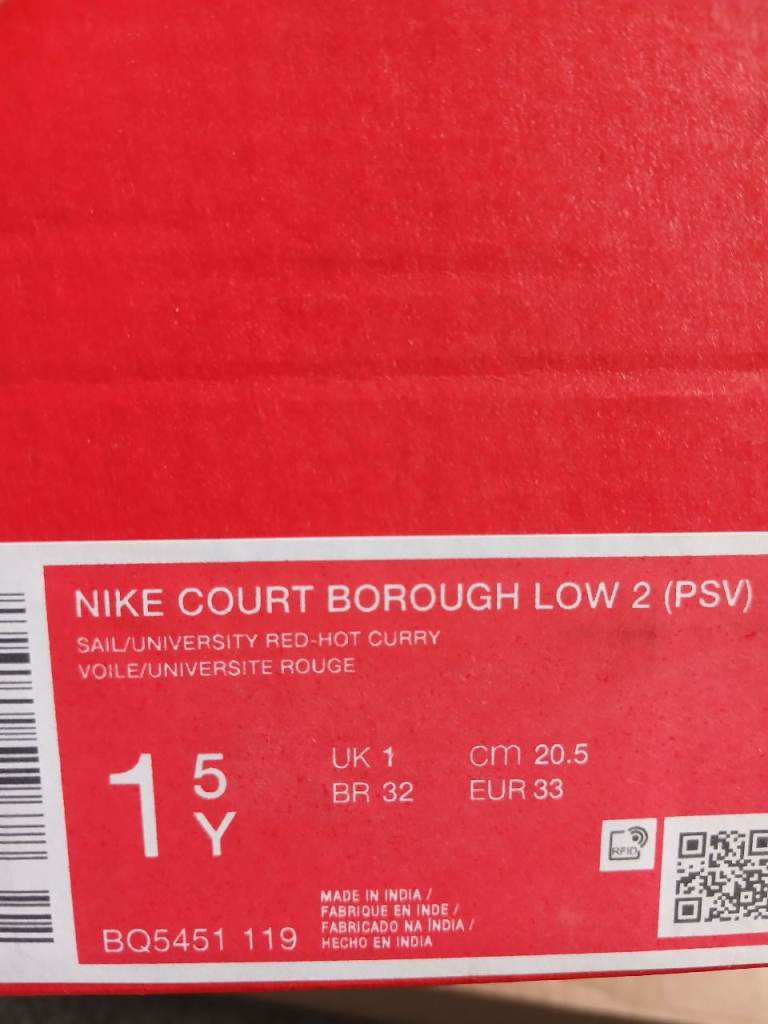 NIKE COURT BOROUGH LOW 2 (PSV)
SAIL/UNIVERSITY RED-HOT CURRY
VOILE/UNIVERSITE ROUGE
1 5 Y
UK 1 cm 20.5
BR 32 EUR 33
RFID
MADE IN INDIA /
FABRIQUE EN INDE /
FABRICADO NA ÍNDIA /
HECHO EN INDIA
BQ5451 119